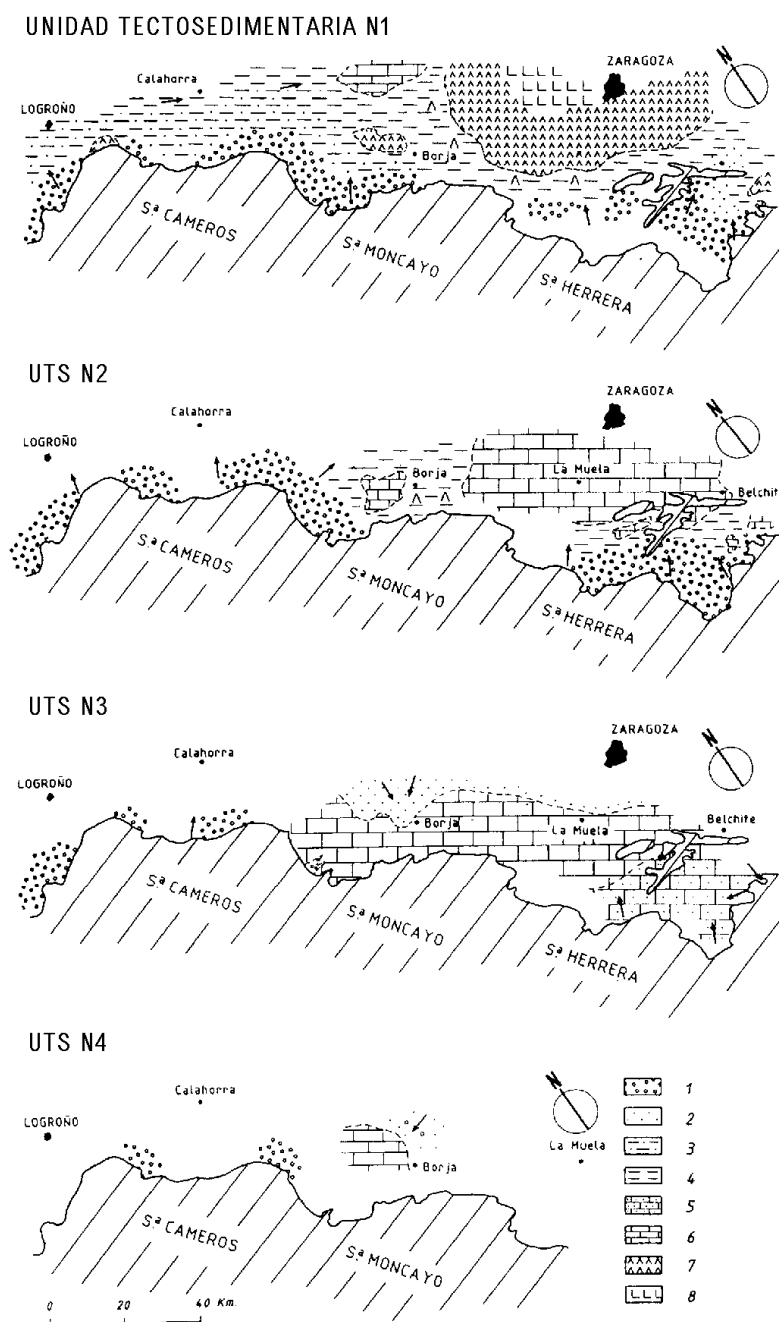 UNIDAD TECTOSEDIMENTARIA N1
ZARAGOZA
N
Calahorra
LOGROÑO
Borja
Sª CAMEROS
Sª MONCAYO
Sª HERRERA
UTS N2
ZARAGOZA
N
Calahorra
LOGROÑO
Borja
La Muela
Belchite
Sª CAMEROS
Sª MONCAYO
Sª HERRERA
UTS N3
ZARAGOZA
N
Calahorra
LOGROÑO
Borja
La Muela
Belchite
Sª CAMEROS
Sª MONCAYO
Sª HERRERA
UTS N4
N
Calahorra
LOGROÑO
La Muela
Borja
Sª CAMEROS
Sª MONCAYO
0 20 40 Km.
1
2
3
4
5
6
7
8